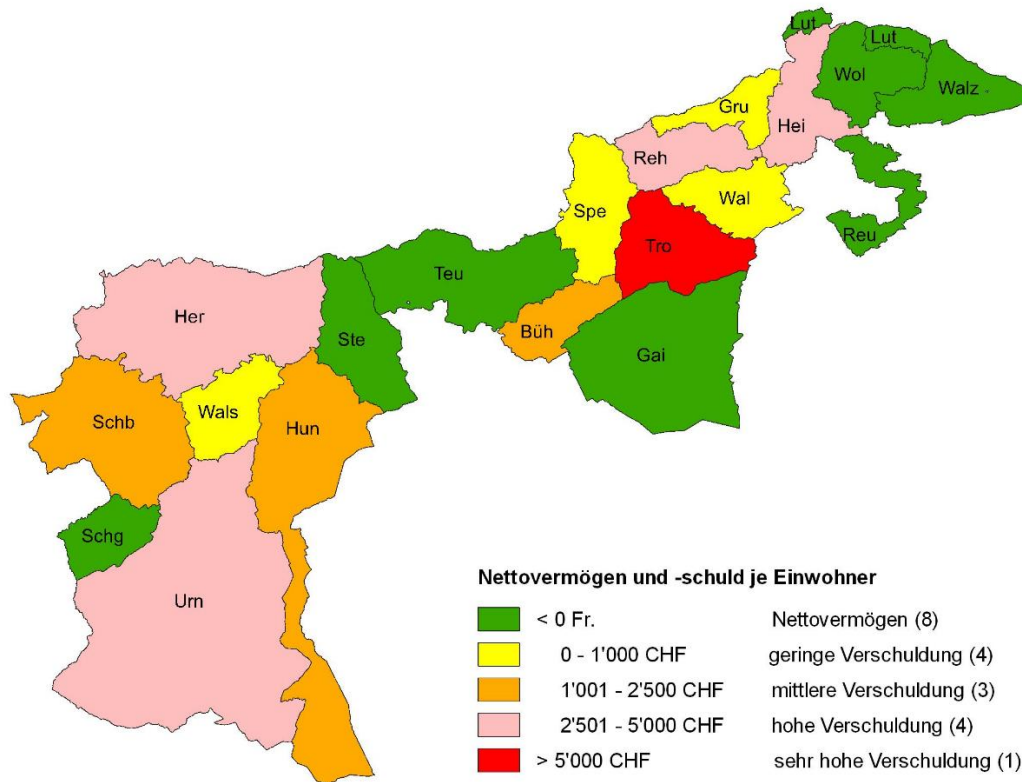 Lut
Lut
Wol
Walz
Gru
Hei
Reh
Wal
Spe
Reu
Tro
Teu
Her
Ste
Büh
Gai
Wals
Schb
Hun
Schg
Urn
Nettovermögen und -schuld je Einwohner
< 0 Fr. Nettovermögen (8)
0 - 1'000 CHF geringe Verschuldung (4)
1'001 - 2'500 CHF mittlere Verschuldung (3)
2'501 - 5'000 CHF hohe Verschuldung (4)
> 5'000 CHF sehr hohe Verschuldung (1)